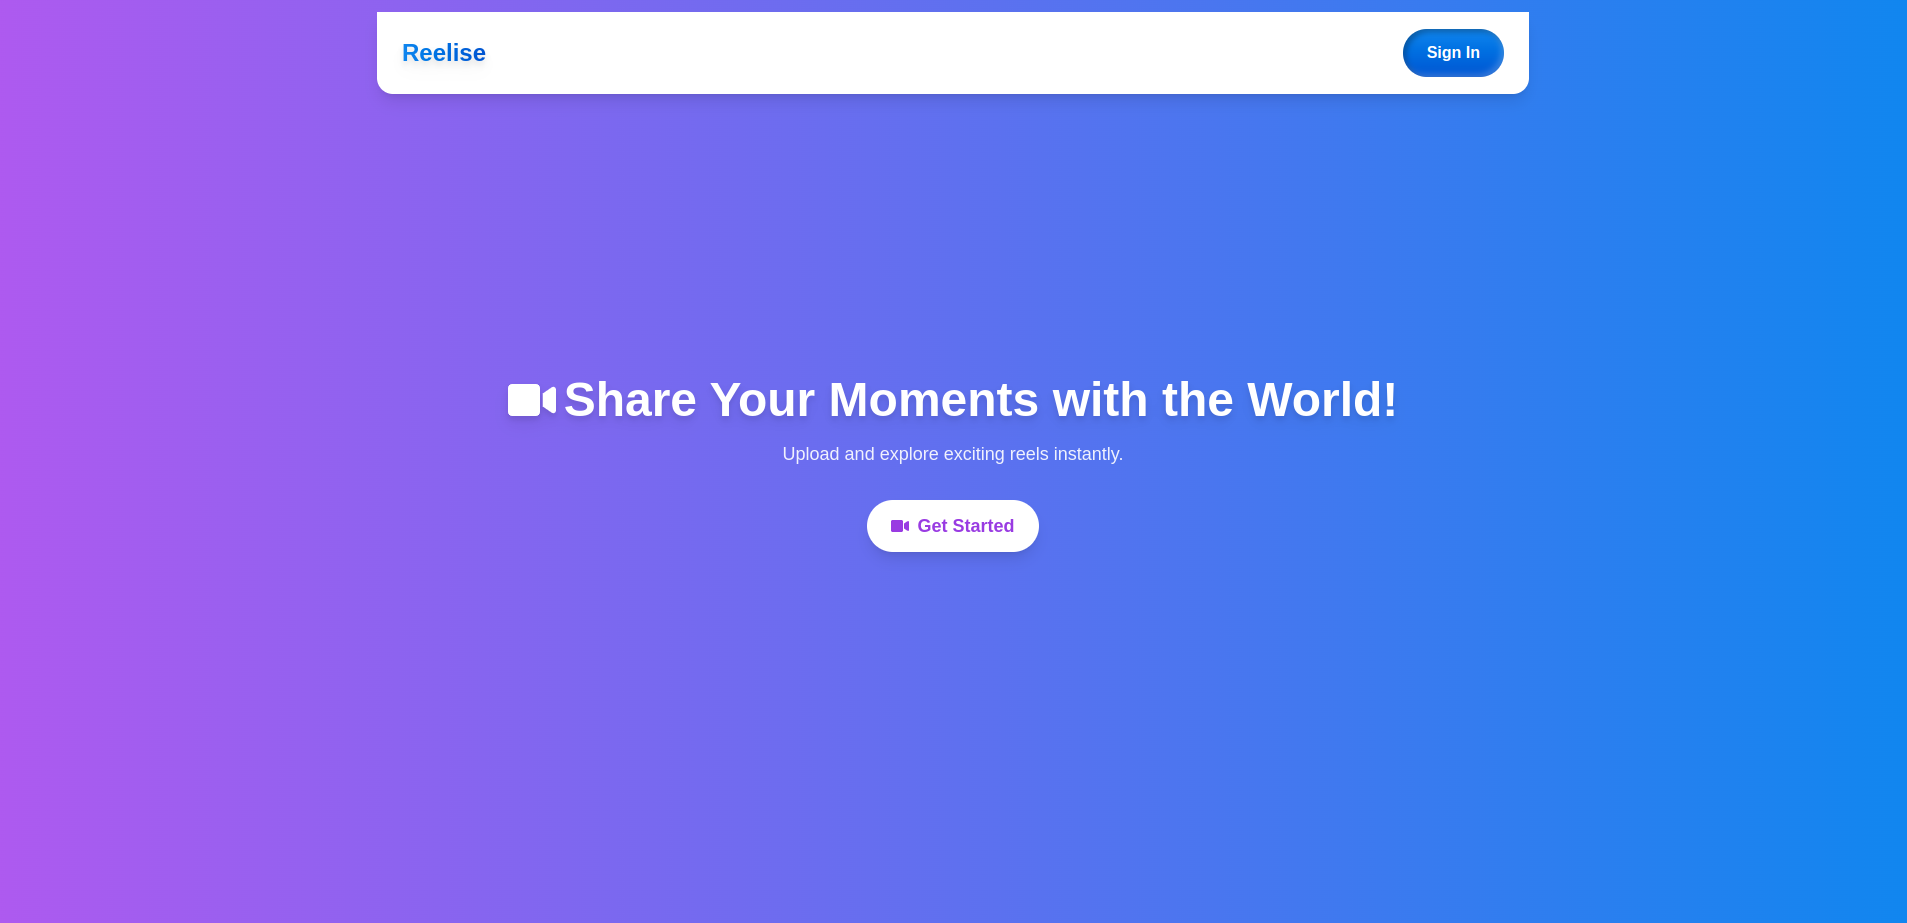 Reelise
Sign In
Share Your Moments with the World!
Upload and explore exciting reels instantly.
Get Started